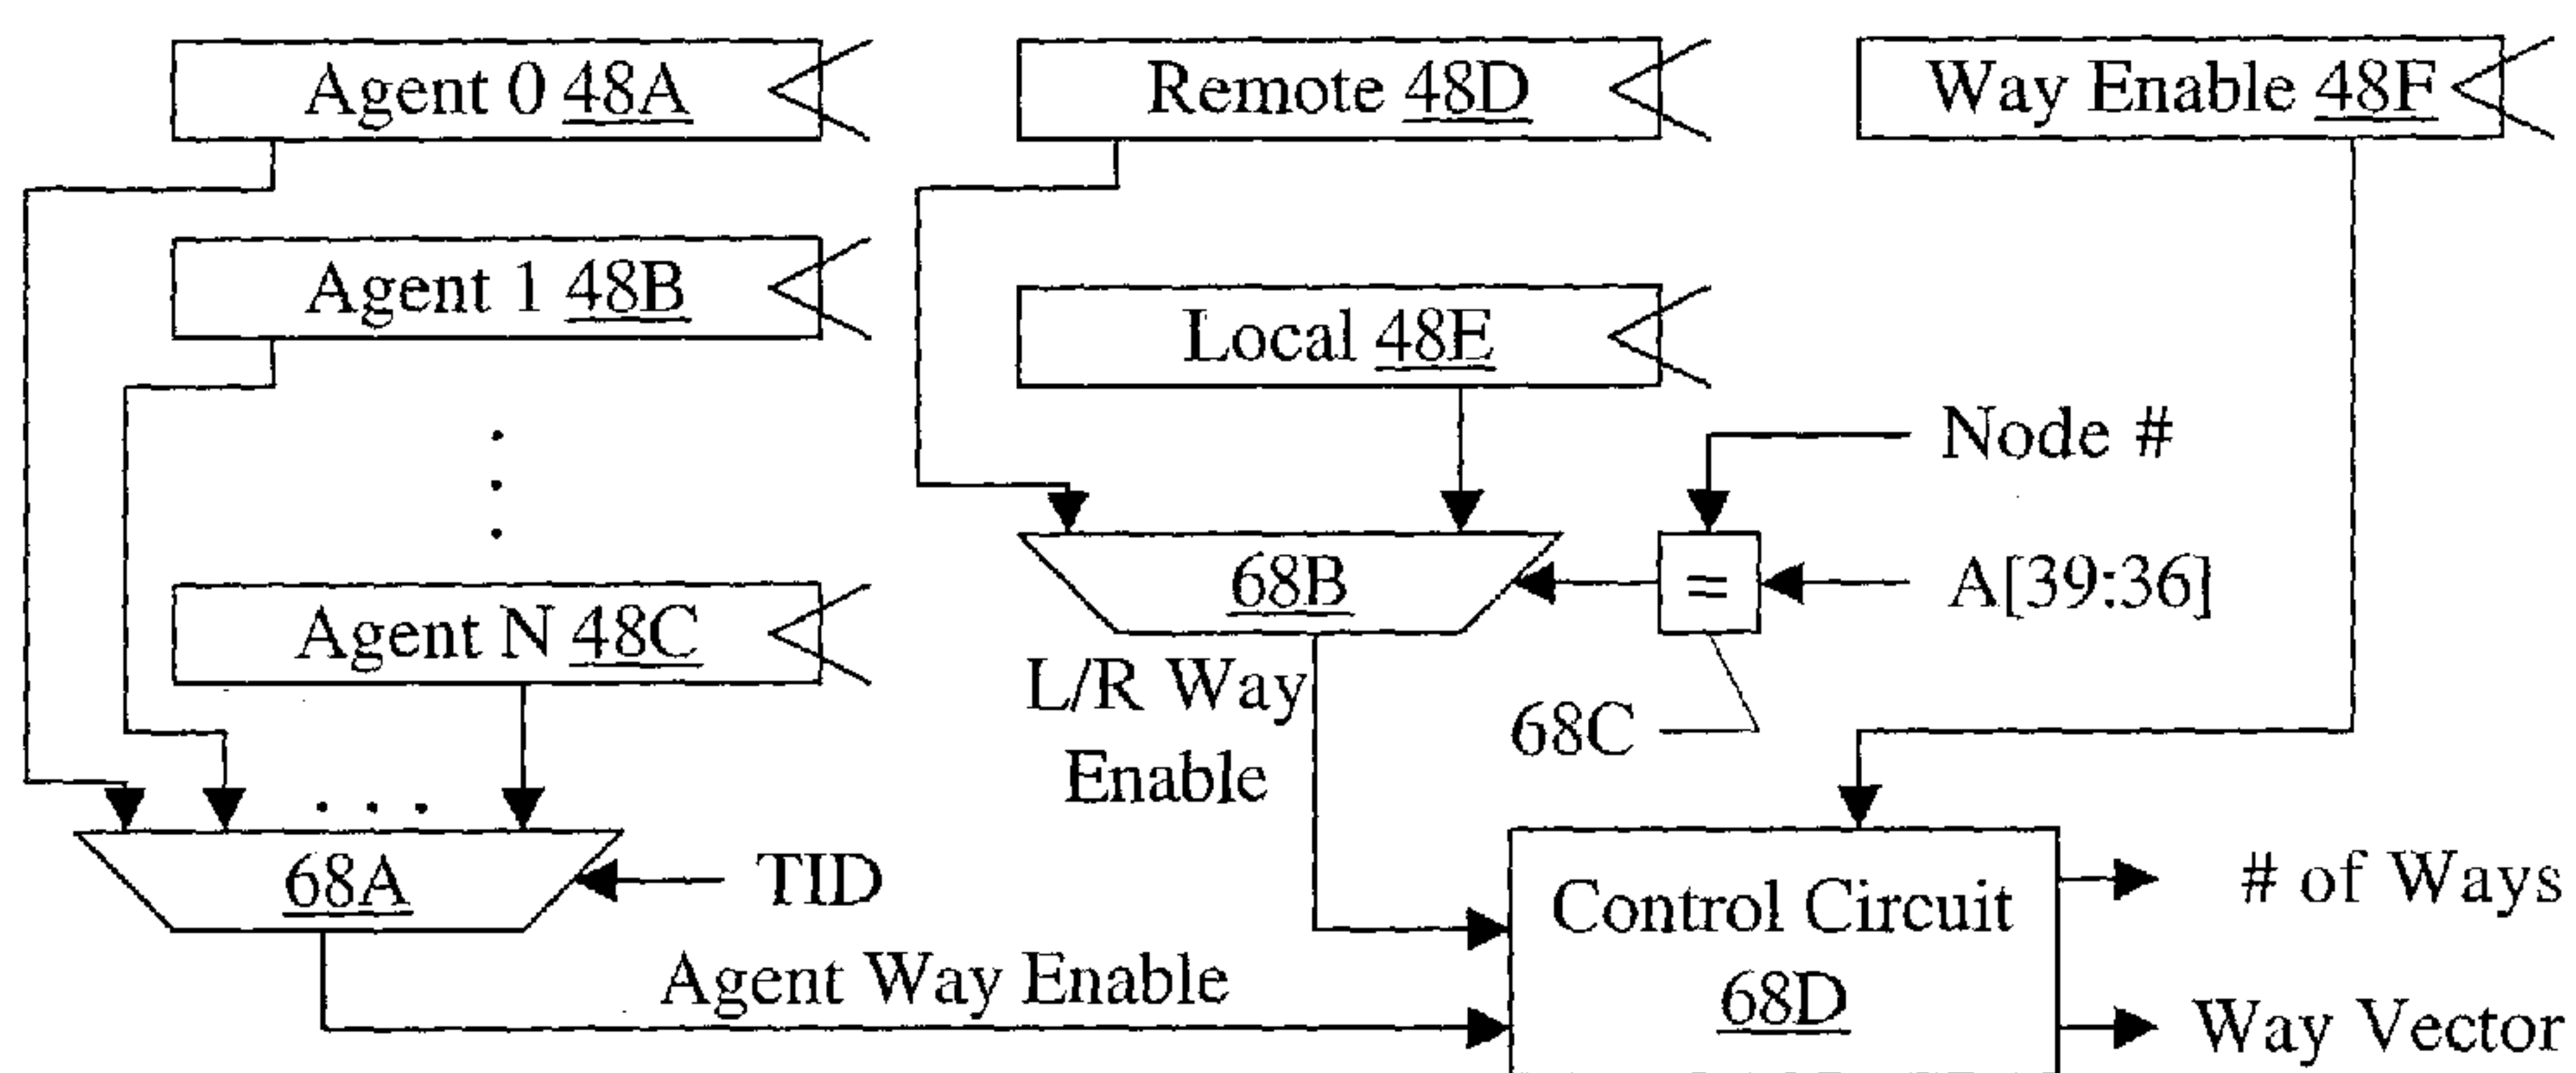 Agent 0 48A
Remote 48D
Way Enable 48F
Agent 1 48B
Local 48E
Node #
68B
=
A[39:36]
Agent N 48C
L/R Way
Enable
68C
68A
TID
Control Circuit
68D
# of Ways
Agent Way Enable
Way Vector